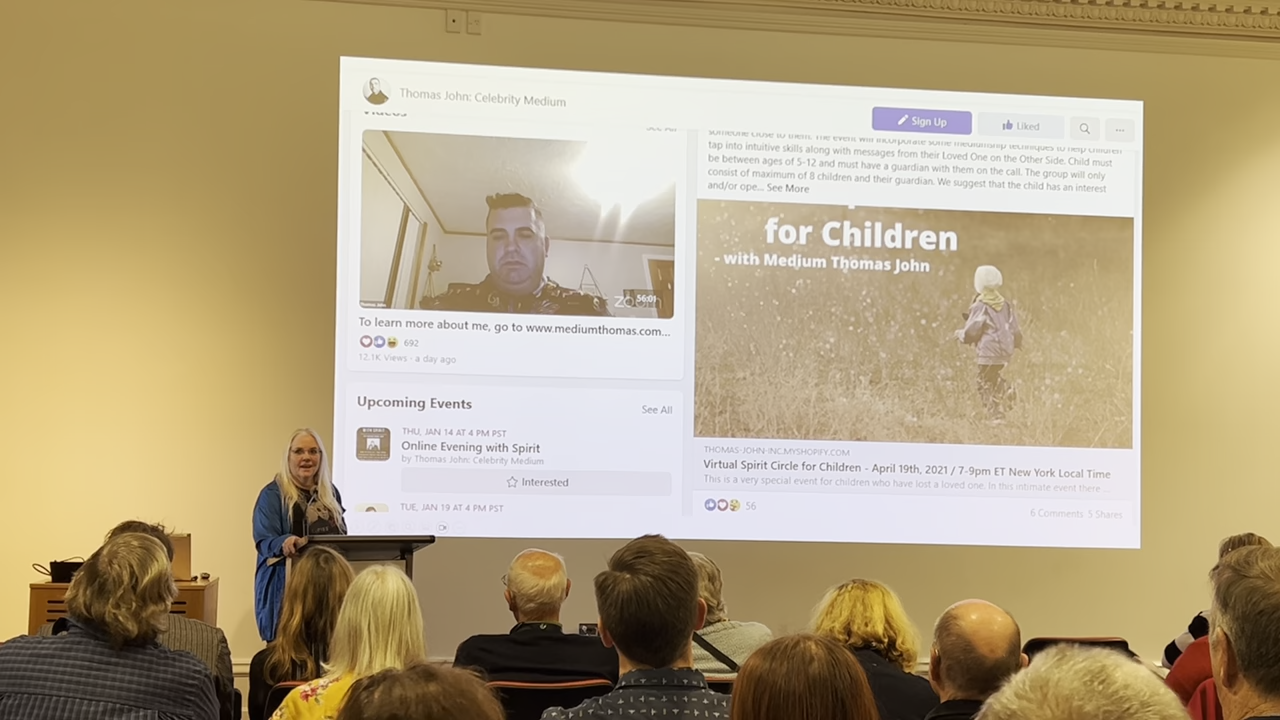 Thomas John: Celebrity Medium
Sign Up
Liked
Videos
See All
someone close to them. The event will incorporate some mediumship techniques to help children
tap into intuitive skills along with messages from their Loved One on the Other Side. Child must
be between ages of 5-12 and must have a guardian with them on the call. The group will only
consist of maximum of 8 children and their guardian. We suggest that the child has an interest
and/or ope... See More
zoom
56:01
To learn more about me, go to www.mediumthomas.com...
692
12.1K Views · a day ago
for Children
- with Medium Thomas John
Upcoming Events
See All
THU, JAN 14 AT 4 PM PST
Online Evening with Spirit
by Thomas John: Celebrity Medium
Interested
TUE, JAN 19 AT 4 PM PST
THOMAS-JOHN-INC.MYSHOPIFY.COM
Virtual Spirit Circle for Children - April 19th, 2021 / 7-9pm ET New York Local Time
This is a very special event for children who have lost a loved one. In this intimate event there ...
56
6 Comments 5 Shares